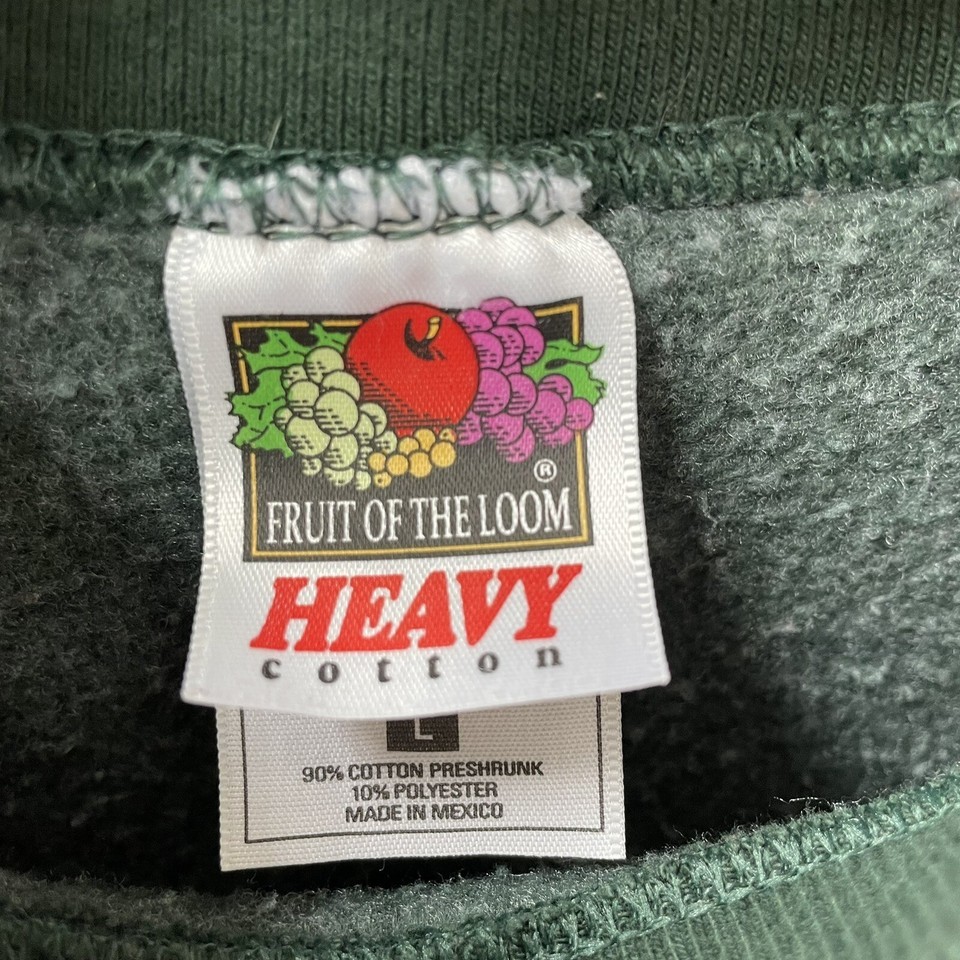 ®
FRUIT OF THE LOOM
HEAVY
cotton
L
90% COTTON PRESHRUNK
10% POLYESTER
MADE IN MEXICO